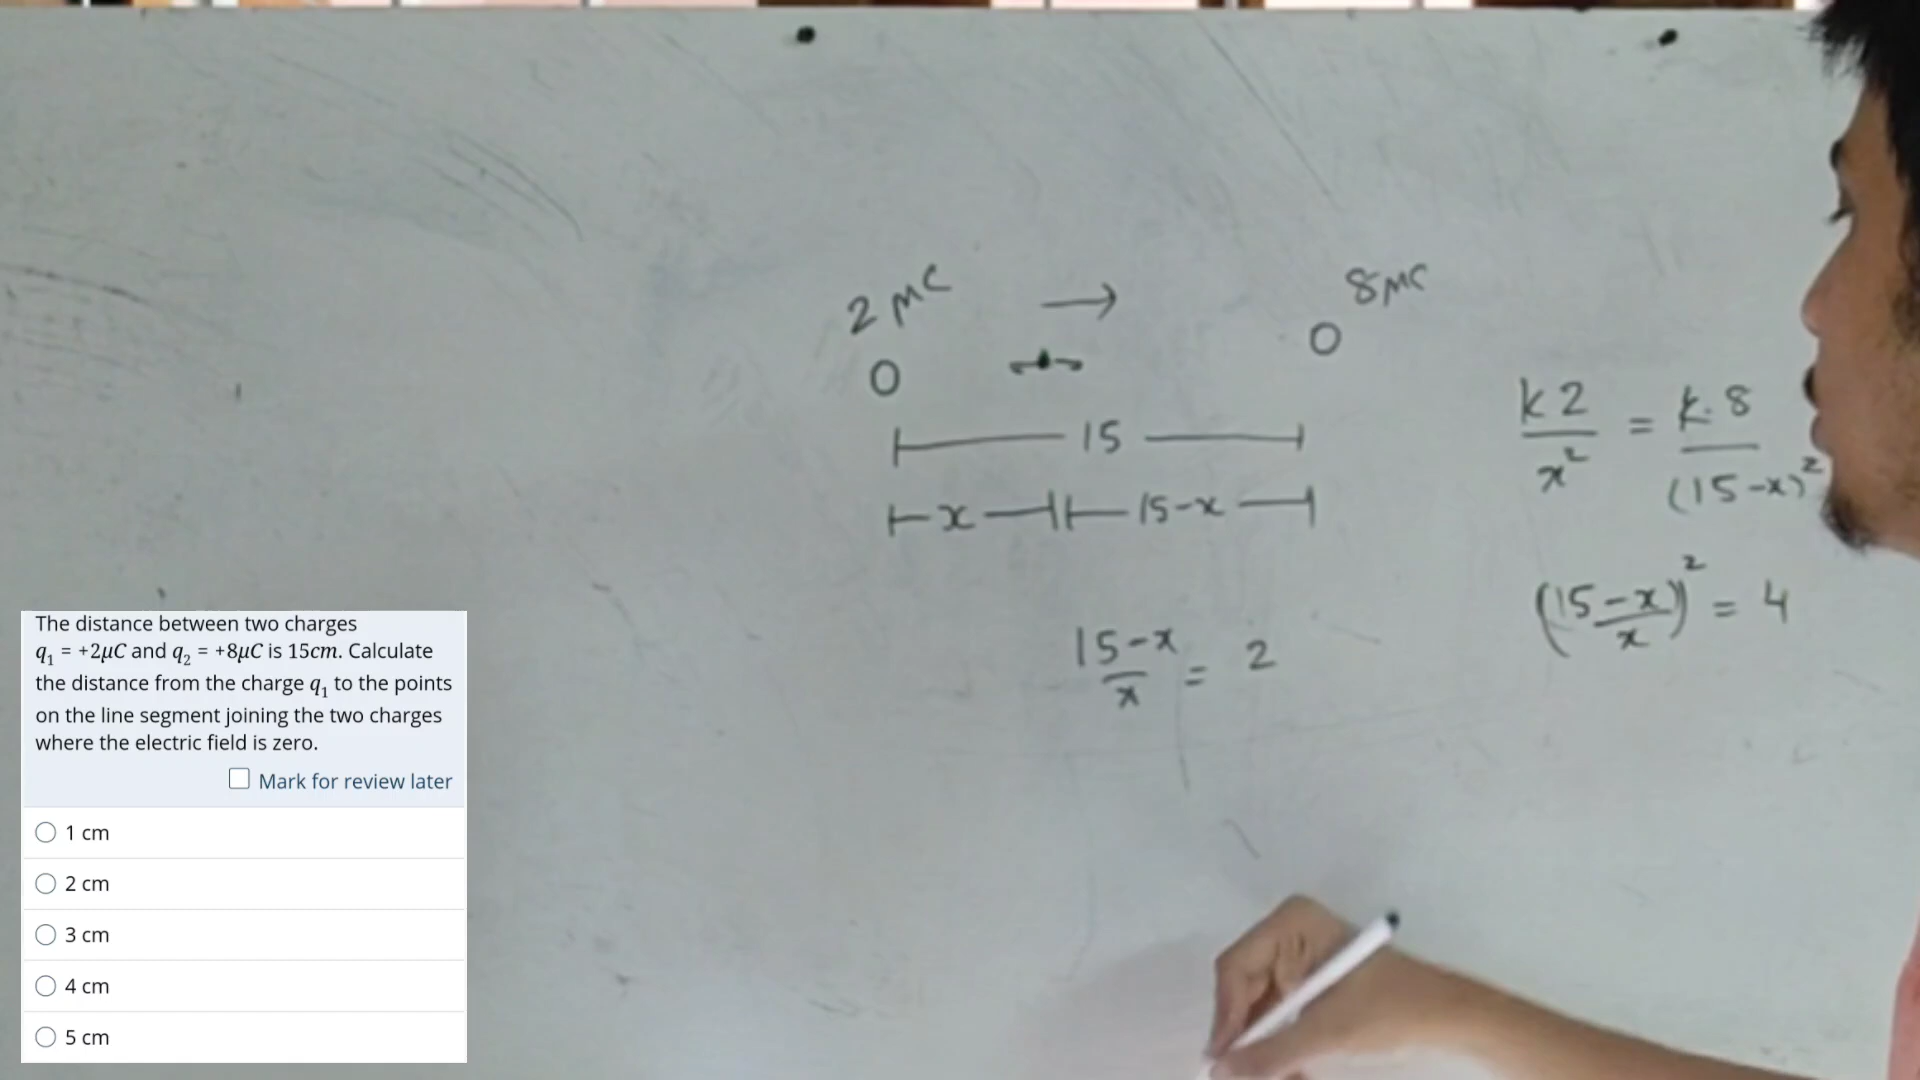 2 μC → 8μC
O O
15
x 15-x
k2/x² = k.8/(15-x)²
((15-x)/x)² = 4
(15-x)/x = 2
The distance between two charges
q₁ = +2μC and q₂ = +8μC is 15cm. Calculate
the distance from the charge q₁ to the points
on the line segment joining the two charges
where the electric field is zero.
Mark for review later
1 cm
2 cm
3 cm
4 cm
5 cm